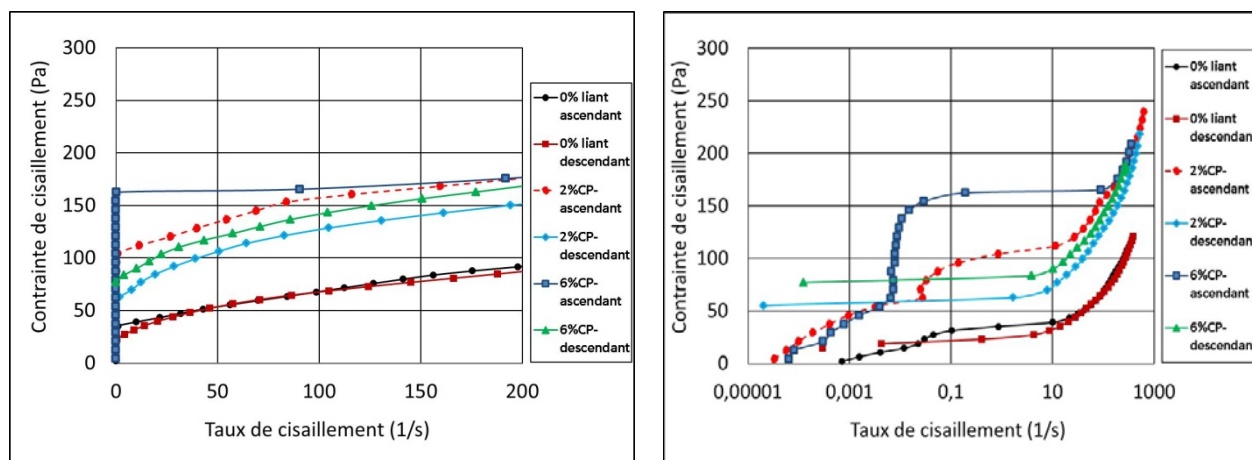 300
250
200
150
100
50
0
Contrainte de cisaillement (Pa)
0
50
100
150
200
Taux de cisaillement (1/s)
0% liant
ascendant
0% liant
descendant
2%CP-
ascendant
2%CP-
descendant
6%CP-
ascendant
6%CP-
descendant
300
250
200
150
100
50
0
Contrainte de cisaillement (Pa)
0,00001
0,001
0,1
10
1000
Taux de cisaillement (1/s)
0% liant
ascendant
0% liant
descendant
2%CP-
ascendant
2%CP-
descendant
6%CP-
ascendant
6%CP-
descendant